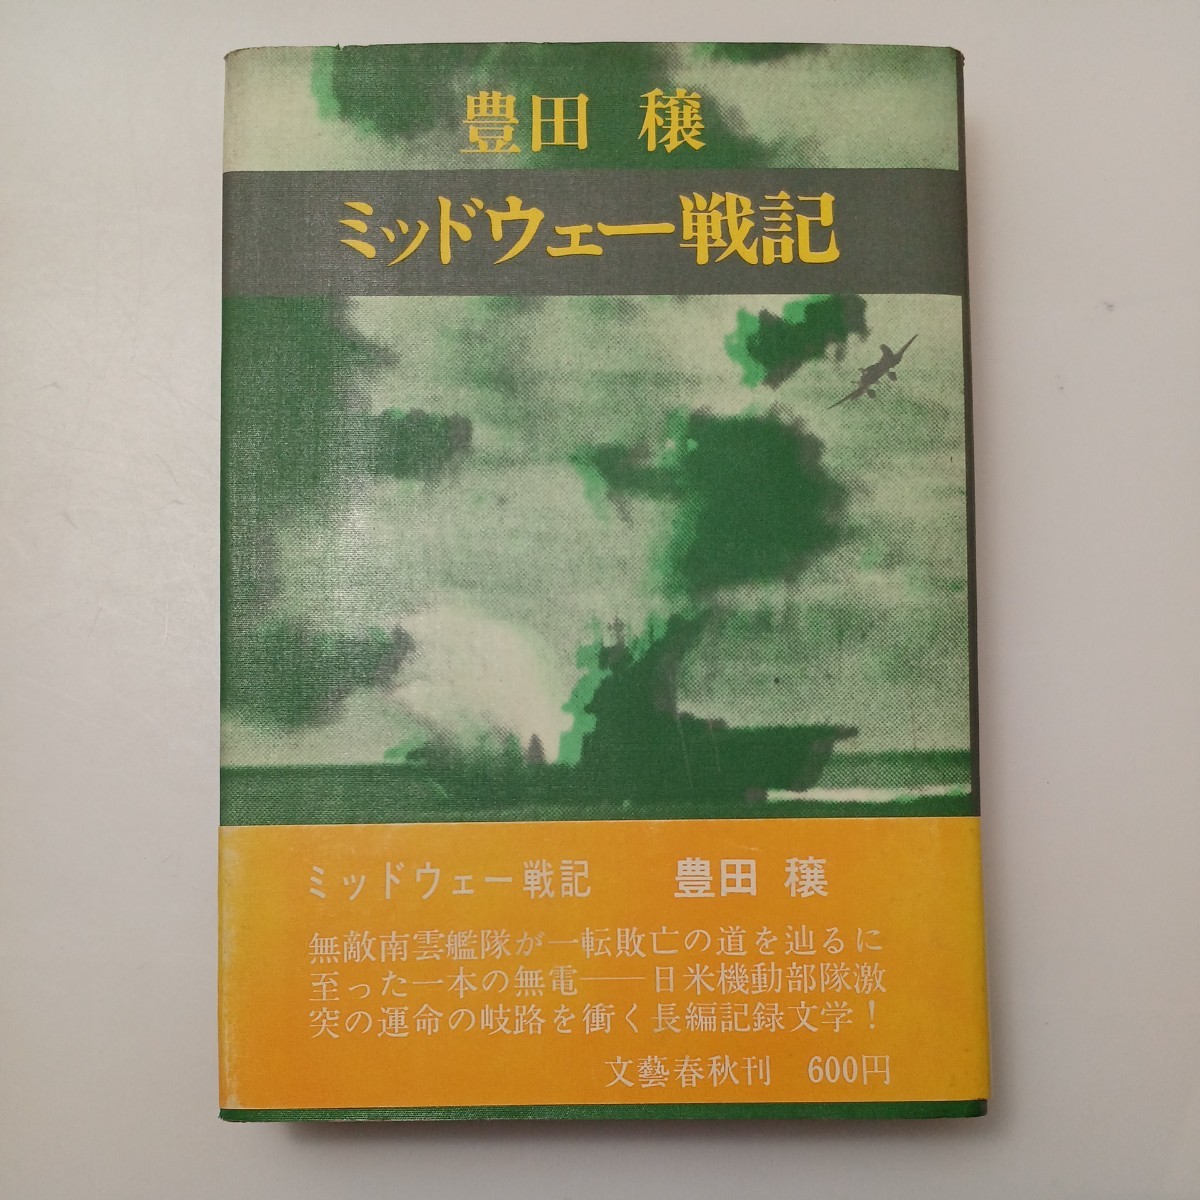 豊田 穣
ミッドウェー戦記
ミッドウェー戦記 豊田 穣
無敵南雲艦隊が一転敗亡の道を辿るに
至った一本の無電――日米機動部隊激
突の運命の岐路を衝く長編記録文学！
文藝春秋刊 600円